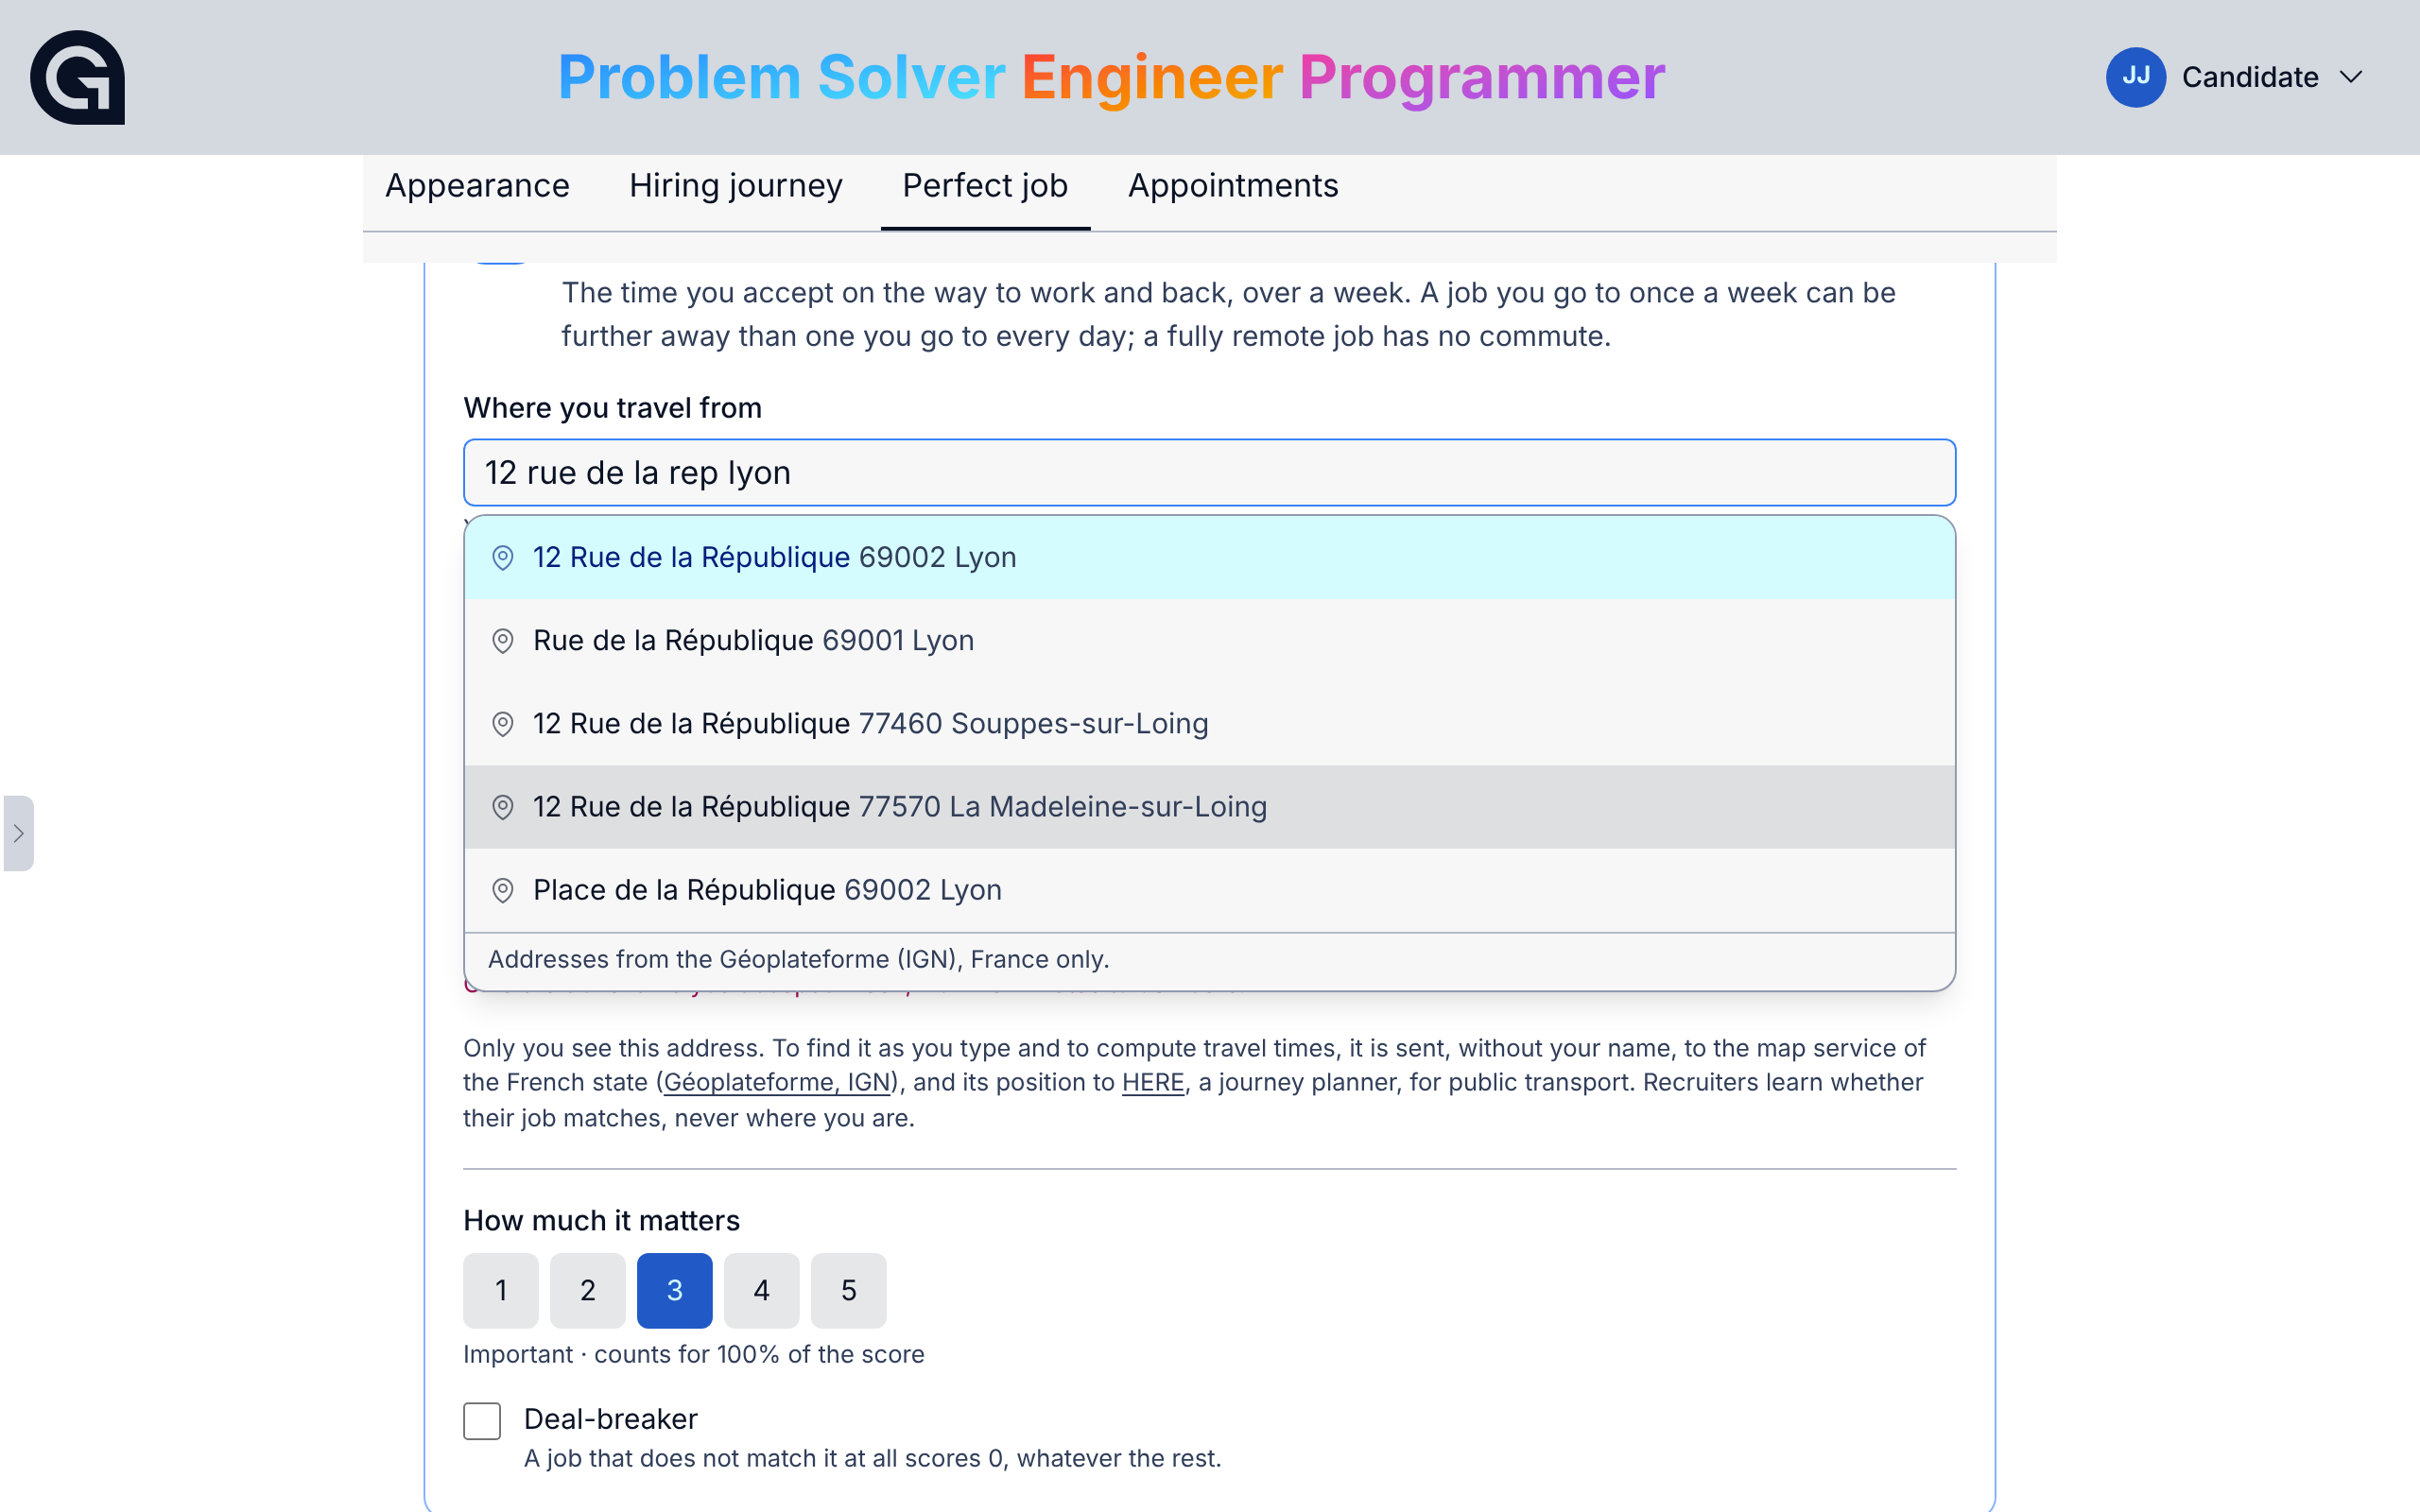 Problem Solver Engineer Programmer
JJ Candidate
Appearance Hiring journey Perfect job Appointments
The time you accept on the way to work and back, over a week. A job you go to once a week can be
further away than one you go to every day; a fully remote job has no commute.
Where you travel from
12 rue de la rep lyon
12 Rue de la République 69002 Lyon
Rue de la République 69001 Lyon
12 Rue de la République 77460 Souppes-sur-Loing
12 Rue de la République 77570 La Madeleine-sur-Loing
Place de la République 69002 Lyon
Addresses from the Géoplateforme (IGN), France only.
Only you see this address. To find it as you type and to compute travel times, it is sent, without your name, to the map service of
the French state (Géoplateforme, IGN), and its position to HERE, a journey planner, for public transport. Recruiters learn whether
their job matches, never where you are.
How much it matters
1 2 3 4 5
Important · counts for 100% of the score
Deal-breaker
A job that does not match it at all scores 0, whatever the rest.